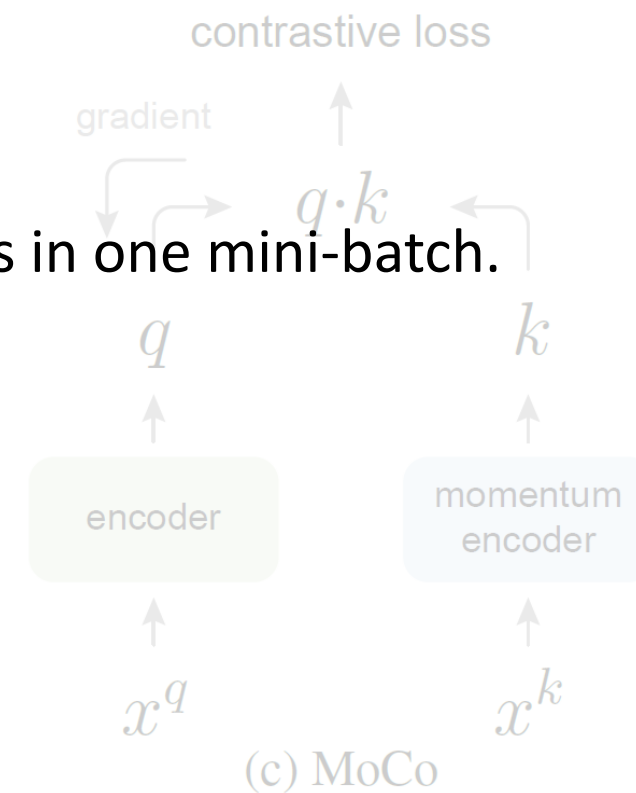 contrastive loss
gradient
q·k
s in one mini-batch.
q k
encoder
momentum
encoder
x^q x^k
(c) MoCo